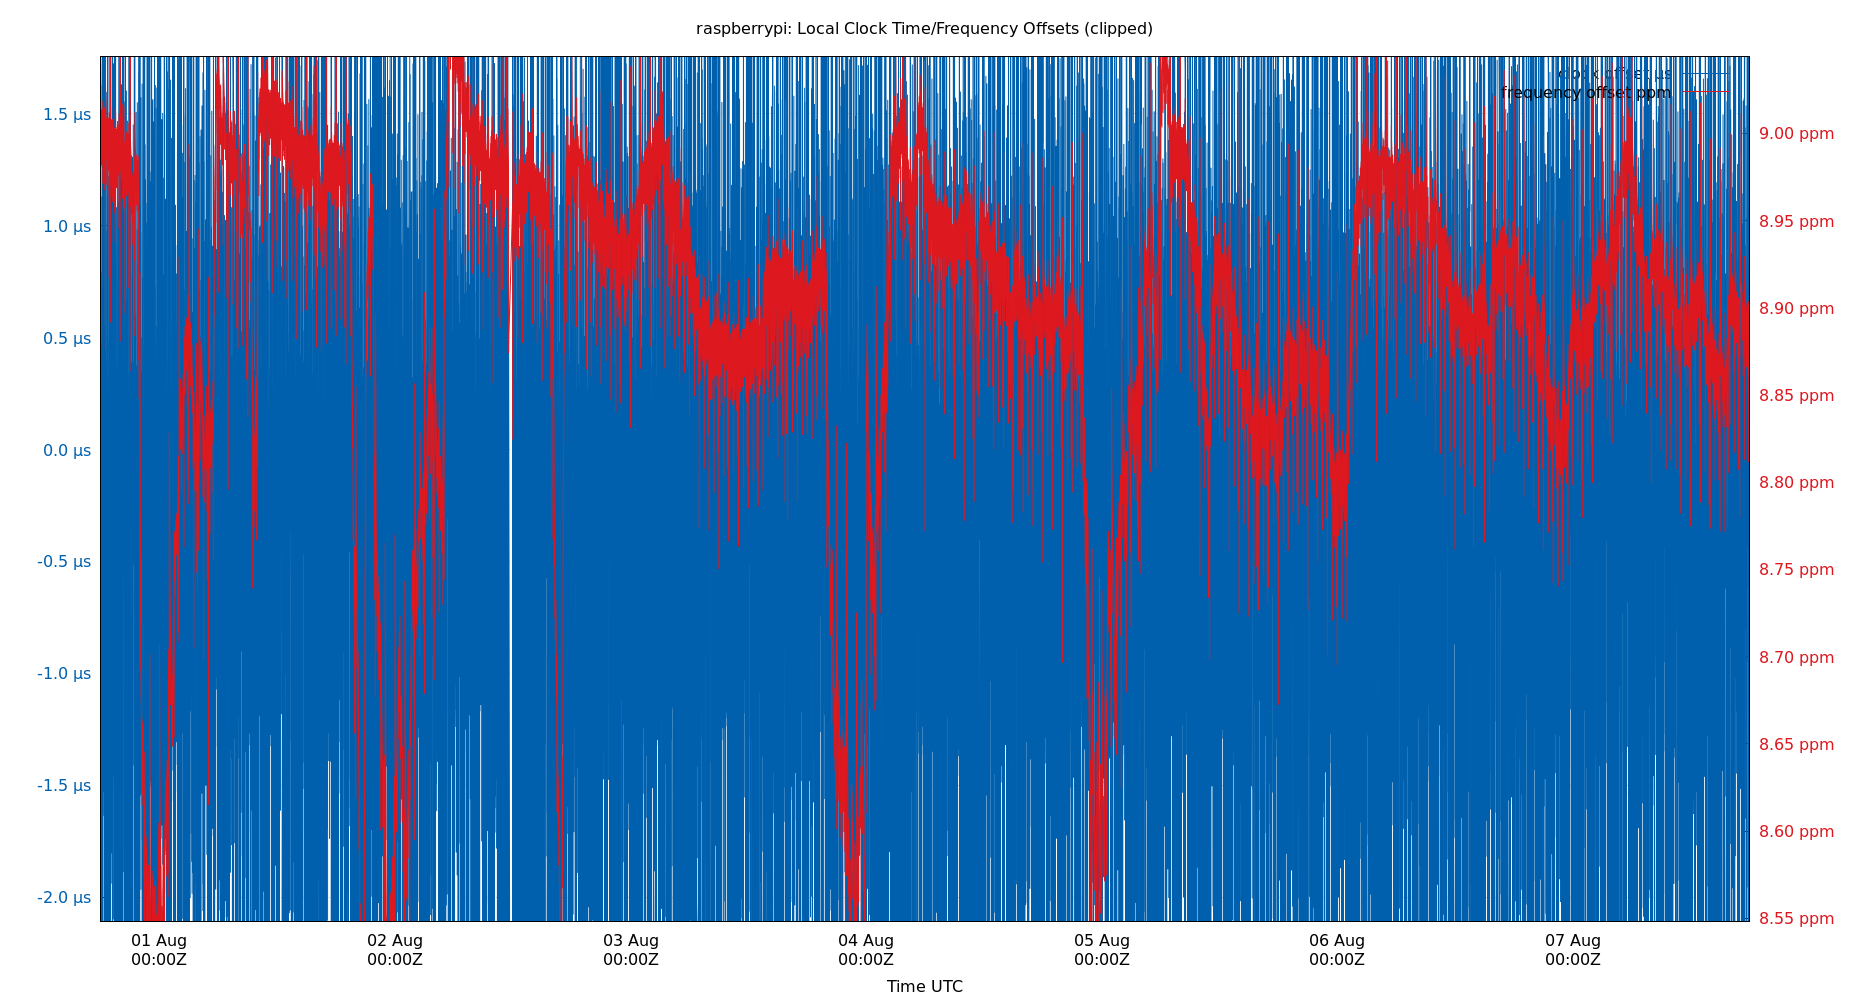 raspberrypi: Local Clock Time/Frequency Offsets (clipped)
clock offset µs
frequency offset ppm
1.5 µs
1.0 µs
0.5 µs
0.0 µs
-0.5 µs
-1.0 µs
-1.5 µs
-2.0 µs
9.00 ppm
8.95 ppm
8.90 ppm
8.85 ppm
8.80 ppm
8.75 ppm
8.70 ppm
8.65 ppm
8.60 ppm
8.55 ppm
01 Aug
00:00Z
02 Aug
00:00Z
03 Aug
00:00Z
04 Aug
00:00Z
05 Aug
00:00Z
06 Aug
00:00Z
07 Aug
00:00Z
Time UTC